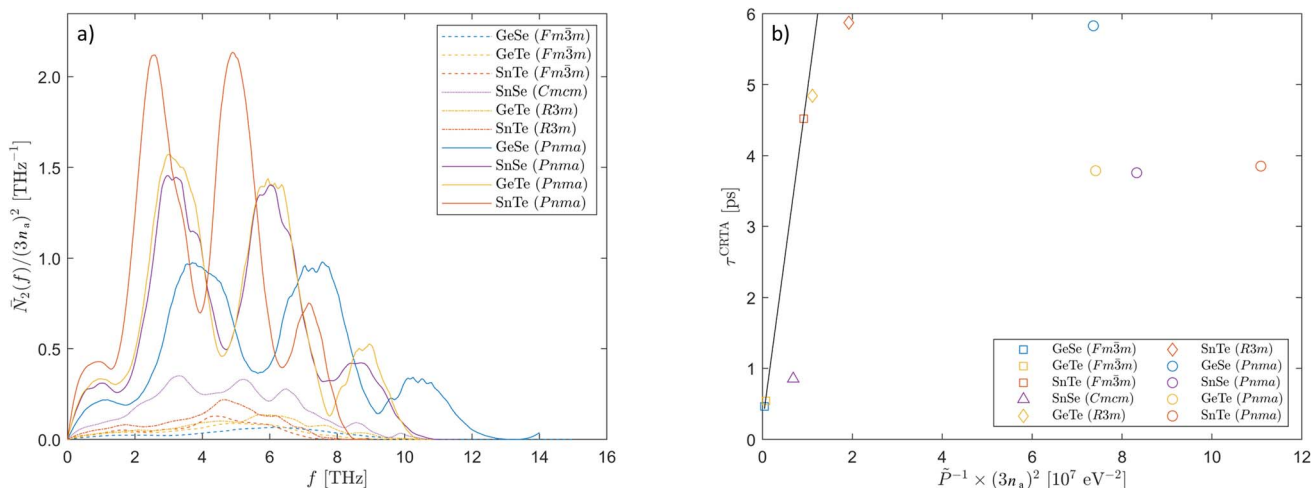 a)
GeSe (Fm3̄m)
GeTe (Fm3̄m)
SnTe (Fm3̄m)
SnSe (Cmcm)
GeTe (R3m)
SnTe (R3m)
GeSe (Pnma)
SnSe (Pnma)
GeTe (Pnma)
SnTe (Pnma)
N̄₂(f)/(3nₐ)² [THz⁻¹]
2.0
1.5
1.0
0.5
0.0
0 2 4 6 8 10 12 14 16
f [THz]
b)
τ^CRTA [ps]
6
5
4
3
2
1
0
GeSe (Fm3̄m) SnTe (R3m)
GeTe (Fm3̄m) GeSe (Pnma)
SnTe (Fm3̄m) SnSe (Pnma)
SnSe (Cmcm) GeTe (Pnma)
GeTe (R3m) SnTe (Pnma)
0 2 4 6 8 10 12
P̃⁻¹ × (3nₐ)² [10⁷ eV⁻²]